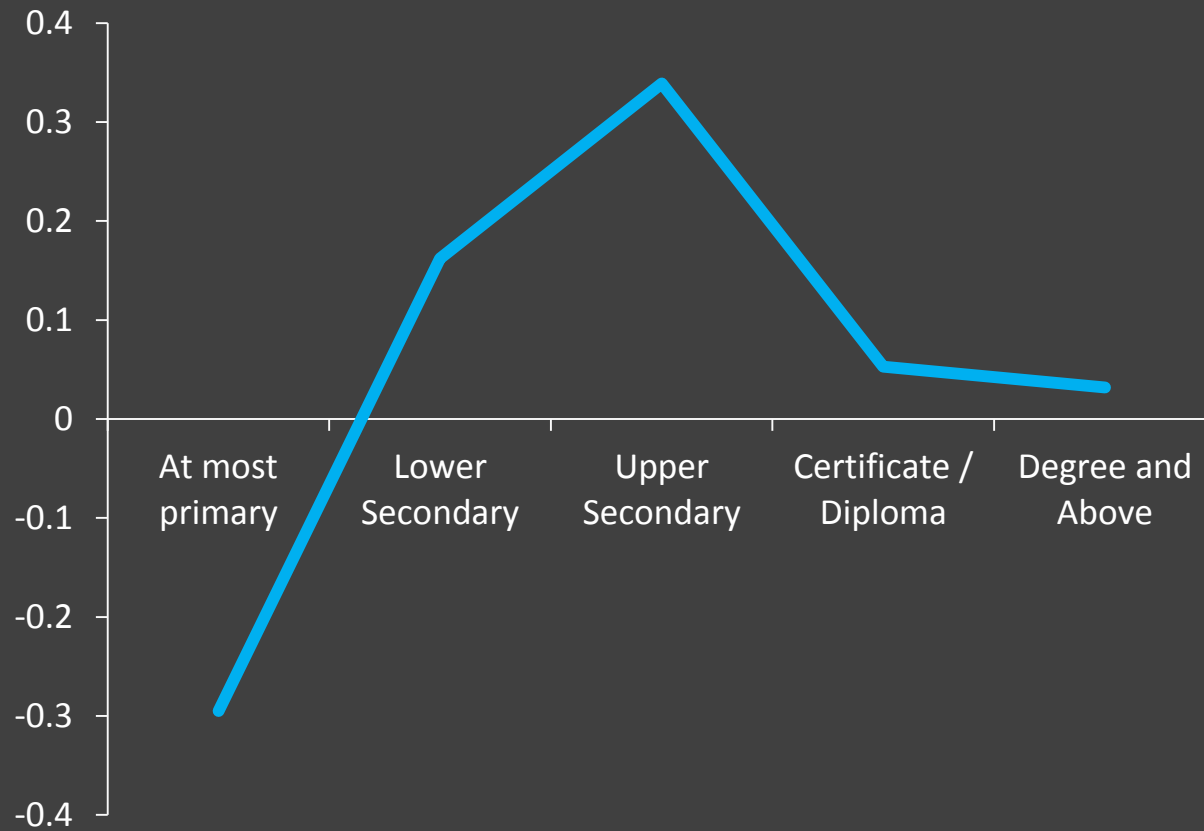 0.4
0.3
0.2
0.1
0
-0.1
-0.2
-0.3
-0.4
At most
primary
Lower
Secondary
Upper
Secondary
Certificate /
Diploma
Degree and
Above